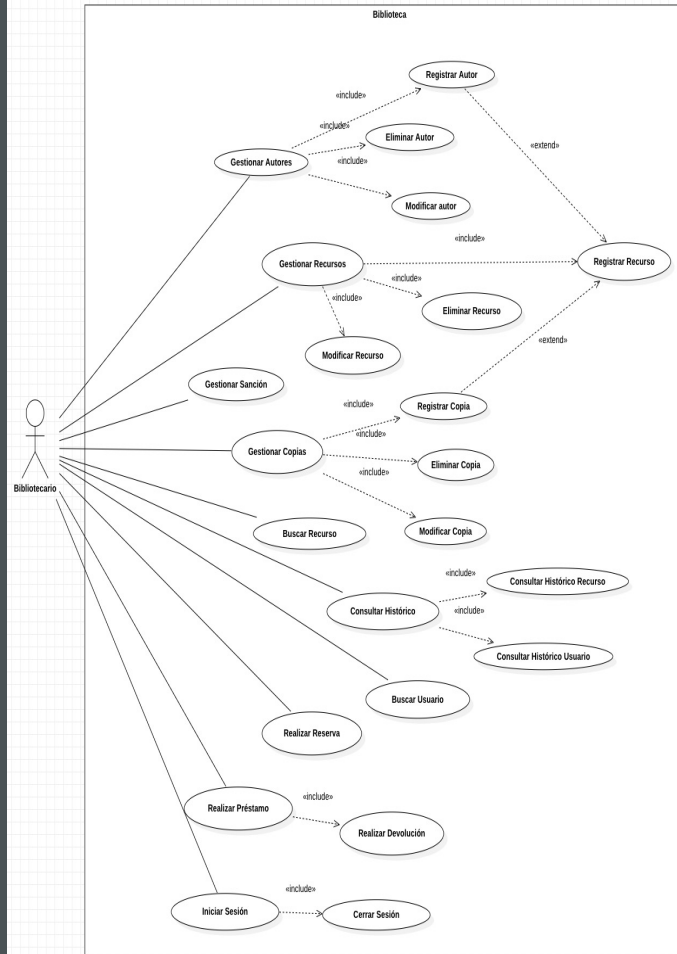 Biblioteca
Registrar Autor
«include»
«include»
Eliminar Autor
«extend»
Gestionar Autores
«include»
Modificar autor
«include»
Gestionar Recursos
Registrar Recurso
«include»
«include»
Eliminar Recurso
«extend»
Modificar Recurso
Gestionar Sanción
«include»
Registrar Copia
«include»
Gestionar Copias
Eliminar Copia
«include»
Bibliotecario
Buscar Recurso
Modificar Copia
«include»
Consultar Histórico Recurso
Consultar Histórico
«include»
Consultar Histórico Usuario
Buscar Usuario
Realizar Reserva
«include»
Realizar Préstamo
Realizar Devolución
«include»
Iniciar Sesión
Cerrar Sesión